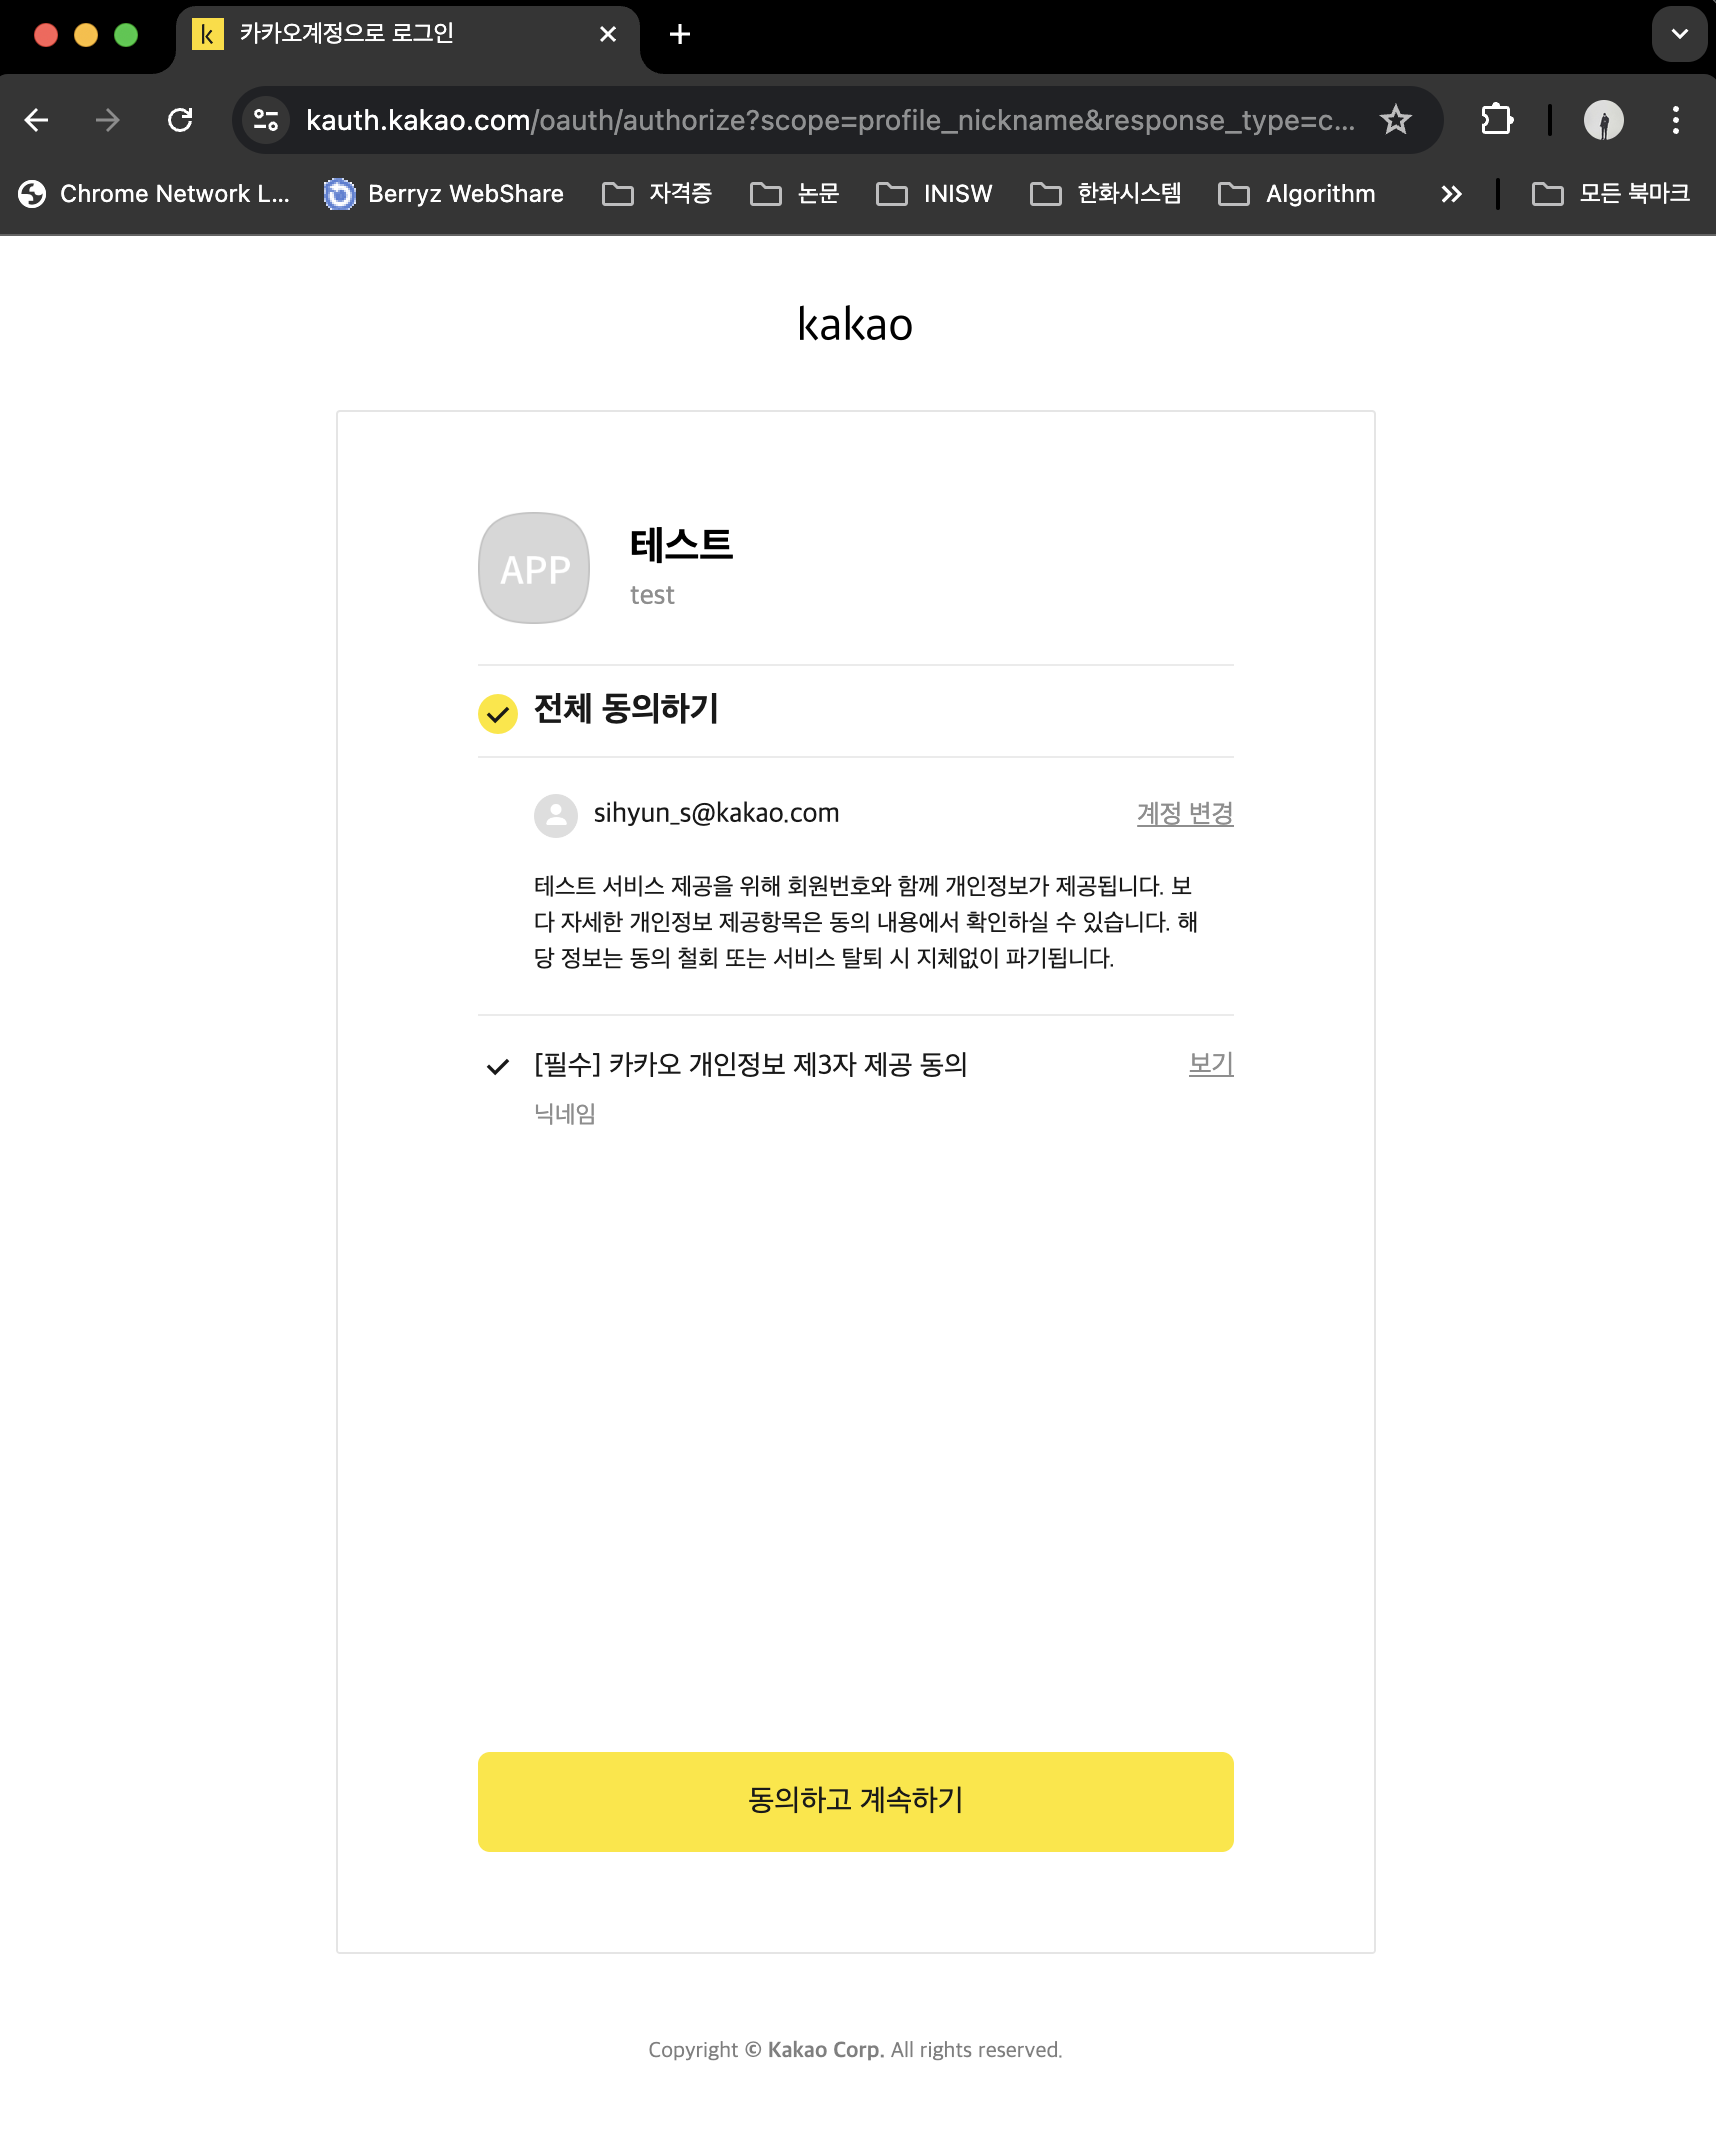 카카오계정으로 로그인
kauth.kakao.com/oauth/authorize?scope=profile_nickname&response_type=c...
Chrome Network L... Berryz WebShare 자격증 논문 INISW 한화시스템 Algorithm 모든 북마크
kakao
APP
테스트
test
전체 동의하기
sihyun_s@kakao.com 계정 변경
테스트 서비스 제공을 위해 회원번호와 함께 개인정보가 제공됩니다. 보
다 자세한 개인정보 제공항목은 동의 내용에서 확인하실 수 있습니다. 해
당 정보는 동의 철회 또는 서비스 탈퇴 시 지체없이 파기됩니다.
[필수] 카카오 개인정보 제3자 제공 동의 보기
닉네임
동의하고 계속하기
Copyright © Kakao Corp. All rights reserved.